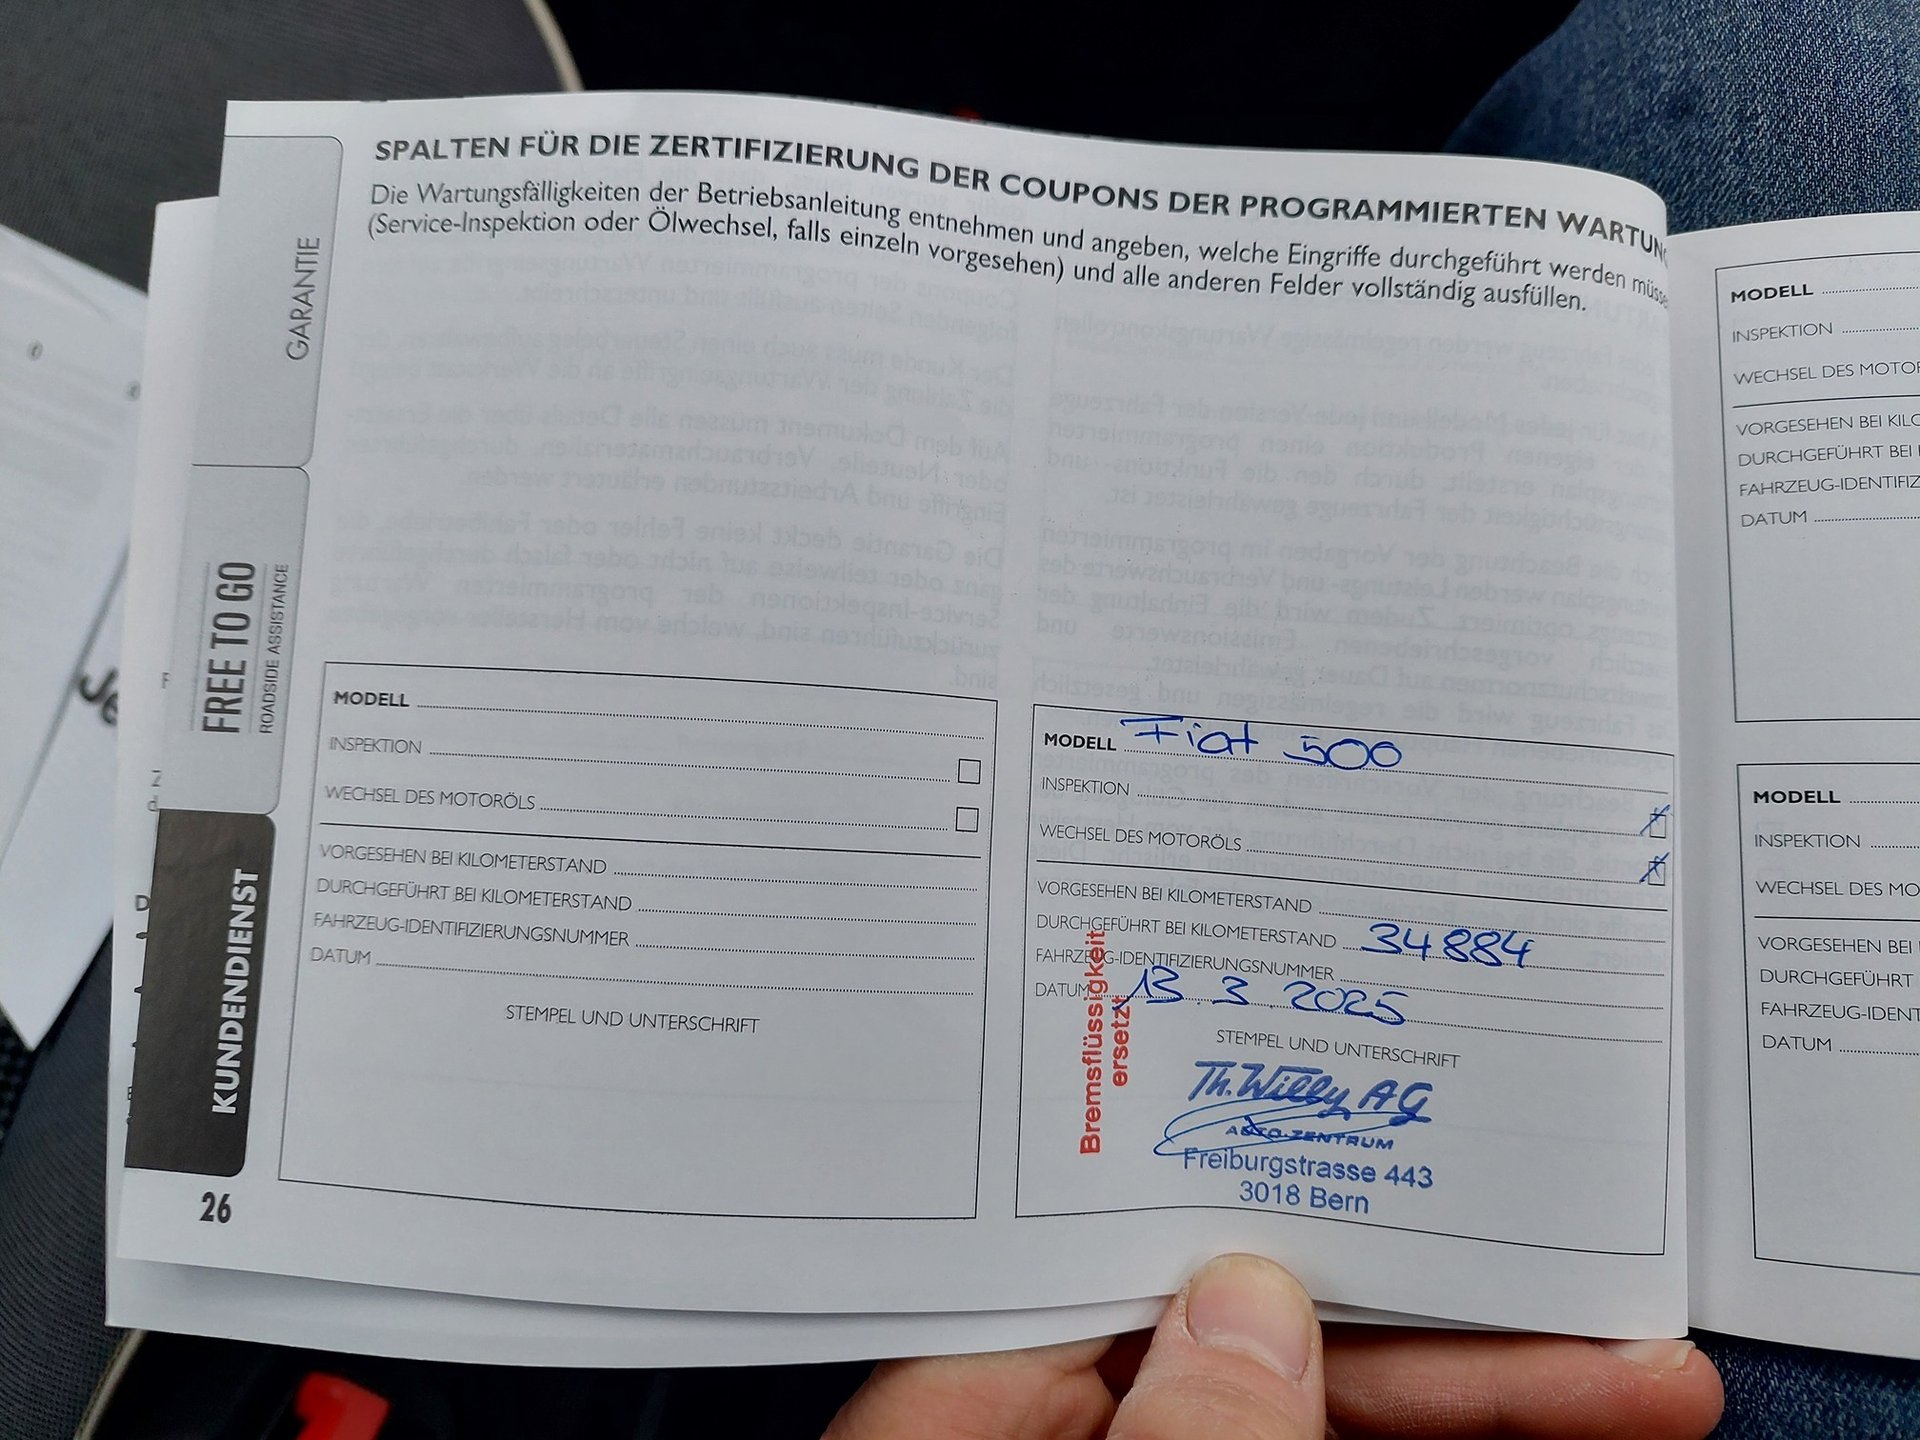 SPALTEN FÜR DIE ZERTIFIZIERUNG DER COUPONS DER PROGRAMMIERTEN WARTUN
Die Wartungsfälligkeiten der Betriebsanleitung entnehmen und angeben, welche Eingriffe durchgeführt werden müsse
(Service-Inspektion oder Ölwechsel, falls einzeln vorgesehen) und alle anderen Felder vollständig ausfüllen.
GARANTIE
FREE TO GO
ROADSIDE ASSISTANCE
KUNDENDIENST
26
MODELL
INSPEKTION
WECHSEL DES MOTORÖLS
VORGESEHEN BEI KILOMETERSTAND
DURCHGEFÜHRT BEI KILOMETERSTAND
FAHRZEUG-IDENTIFIZIERUNGSNUMMER
DATUM
STEMPEL UND UNTERSCHRIFT
MODELL Fiat 500
INSPEKTION
WECHSEL DES MOTORÖLS
VORGESEHEN BEI KILOMETERSTAND
DURCHGEFÜHRT BEI KILOMETERSTAND 34884
FAHRZEUG-IDENTIFIZIERUNGSNUMMER
DATUM 13. 3. 2025
Bremsflüssigkeit
ersetzt
STEMPEL UND UNTERSCHRIFT
Th. Willy AG
AUTO-ZENTRUM
Freiburgstrasse 443
3018 Bern
MODELL
INSPEKTION
WECHSEL DES MOTOR
VORGESEHEN BEI KILO
DURCHGEFÜHRT BEI
FAHRZEUG-IDENTIFIZ
DATUM
MODELL
INSPEKTION
WECHSEL DES MO
VORGESEHEN BEI
DURCHGEFÜHRT
FAHRZEUG-IDENT
DATUM